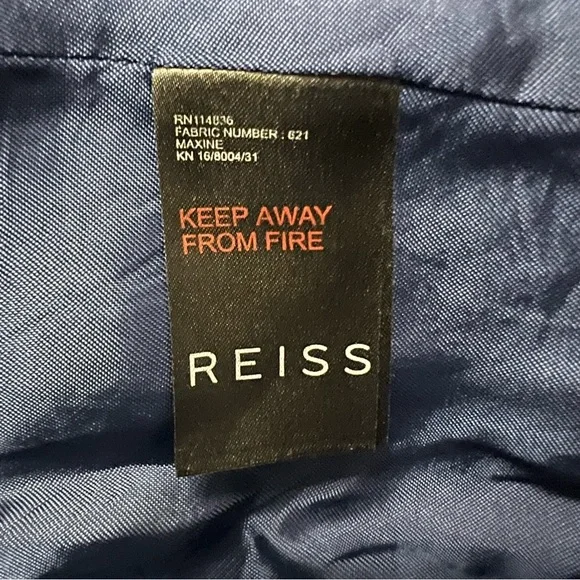 RN114836
FABRIC NUMBER : 621
MAXINE
KN 16/8004/31
KEEP AWAY
FROM FIRE
REISS